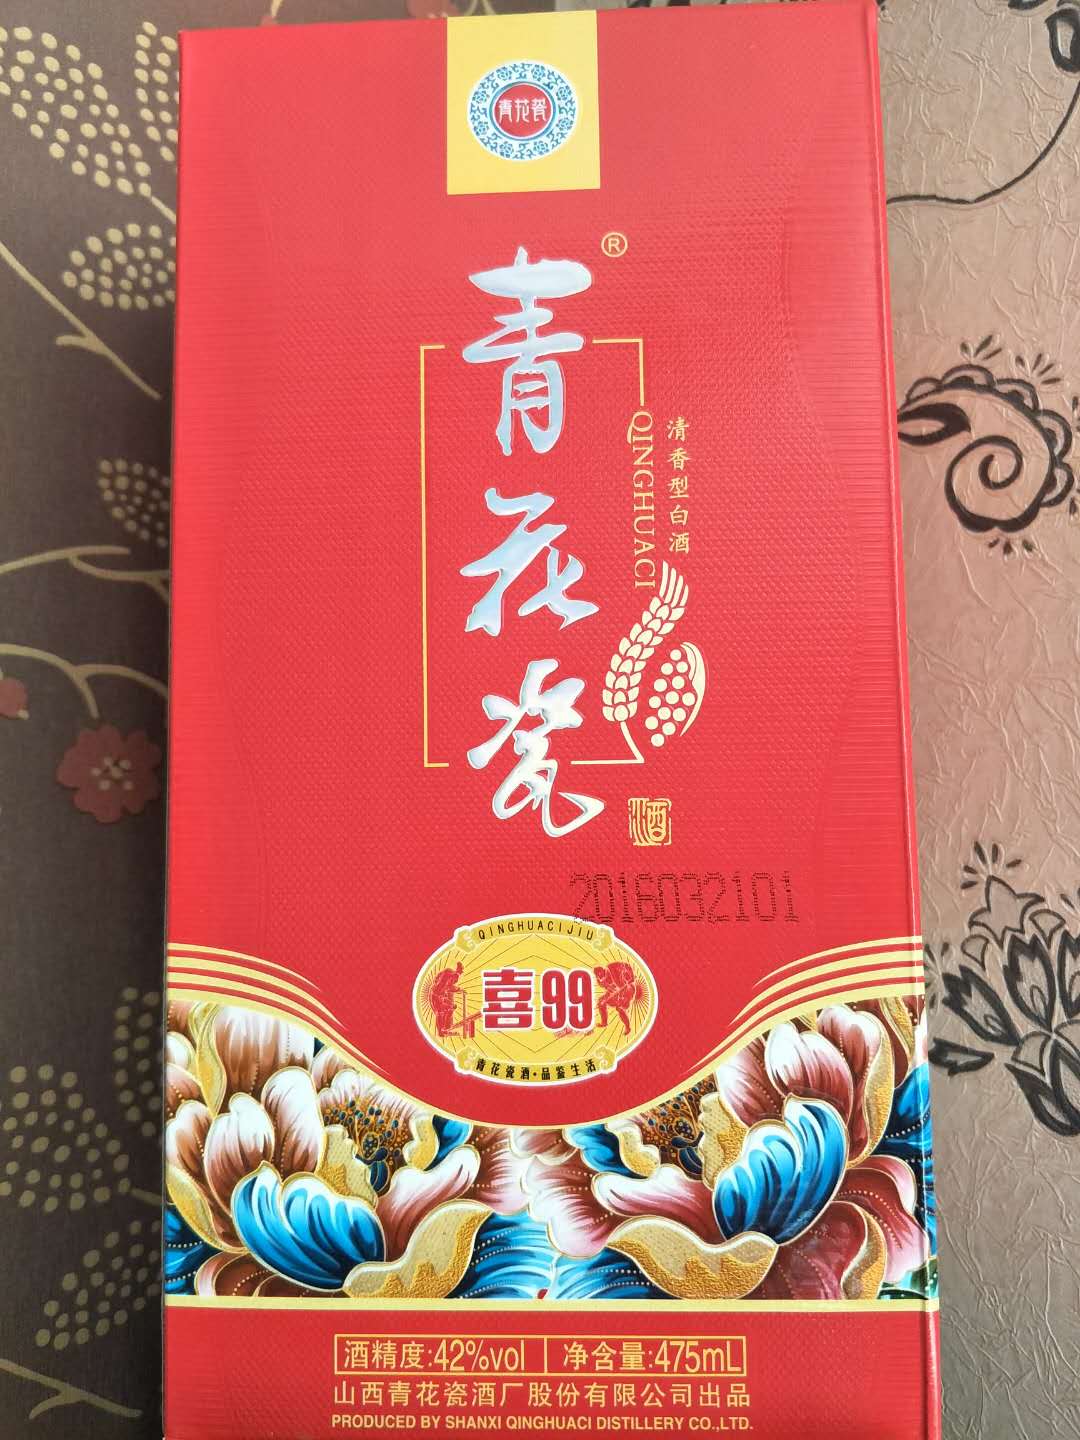 青花瓷
®
青花瓷
QINGHUACI
清香型白酒
酒
2016032101
QINGHUACIJIU
喜99
青花瓷酒·品鉴生活
酒精度:42%vol 净含量:475mL
山西青花瓷酒厂股份有限公司出品
PRODUCED BY SHANXI QINGHUACI DISTILLERY CO.,LTD.